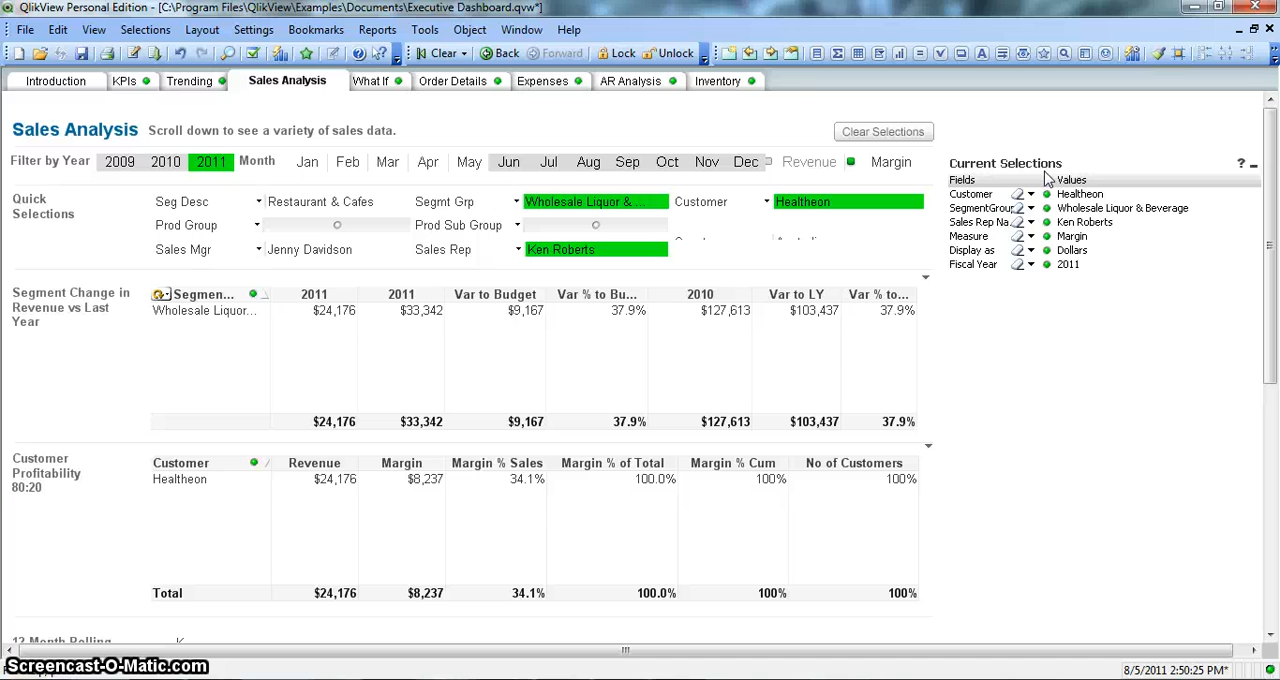 QlikView Personal Edition - [C:\Program Files\QlikView\Examples\Documents\Executive Dashboard.qvw*]
File Edit View Selections Layout Settings Bookmarks Reports Tools Object Window Help
Clear Back Forward Lock Unlock
Introduction KPIs Trending Sales Analysis What If Order Details Expenses AR Analysis Inventory
Sales Analysis Scroll down to see a variety of sales data. Clear Selections
Filter by Year 2009 2010 2011 Month Jan Feb Mar Apr May Jun Jul Aug Sep Oct Nov Dec Revenue Margin
Current Selections ?
Fields Values
Customer Healtheon
SegmentGroup Wholesale Liquor & Beverage
Sales Rep Na... Ken Roberts
Measure Margin
Display as Dollars
Fiscal Year 2011
Quick
Selections
Seg Desc Restaurant & Cafes Segmt Grp Wholesale Liquor & ... Customer Healtheon
Prod Group Prod Sub Group
Sales Mgr Jenny Davidson Sales Rep Ken Roberts
Segment Change in
Revenue vs Last
Year
Segmen... 2011 2011 Var to Budget Var % to Bu... 2010 Var to LY Var % to...
Wholesale Liquor... $24,176 $33,342 $9,167 37.9% $127,613 $103,437 37.9%
$24,176 $33,342 $9,167 37.9% $127,613 $103,437 37.9%
Customer
Profitability
80:20
Customer Revenue Margin Margin % Sales Margin % of Total Margin % Cum No of Customers
Healtheon $24,176 $8,237 34.1% 100.0% 100% 100%
Total $24,176 $8,237 34.1% 100.0% 100% 100%
12 Month Rolling
Screencast-O-Matic.com
8/5/2011 2:50:25 PM*